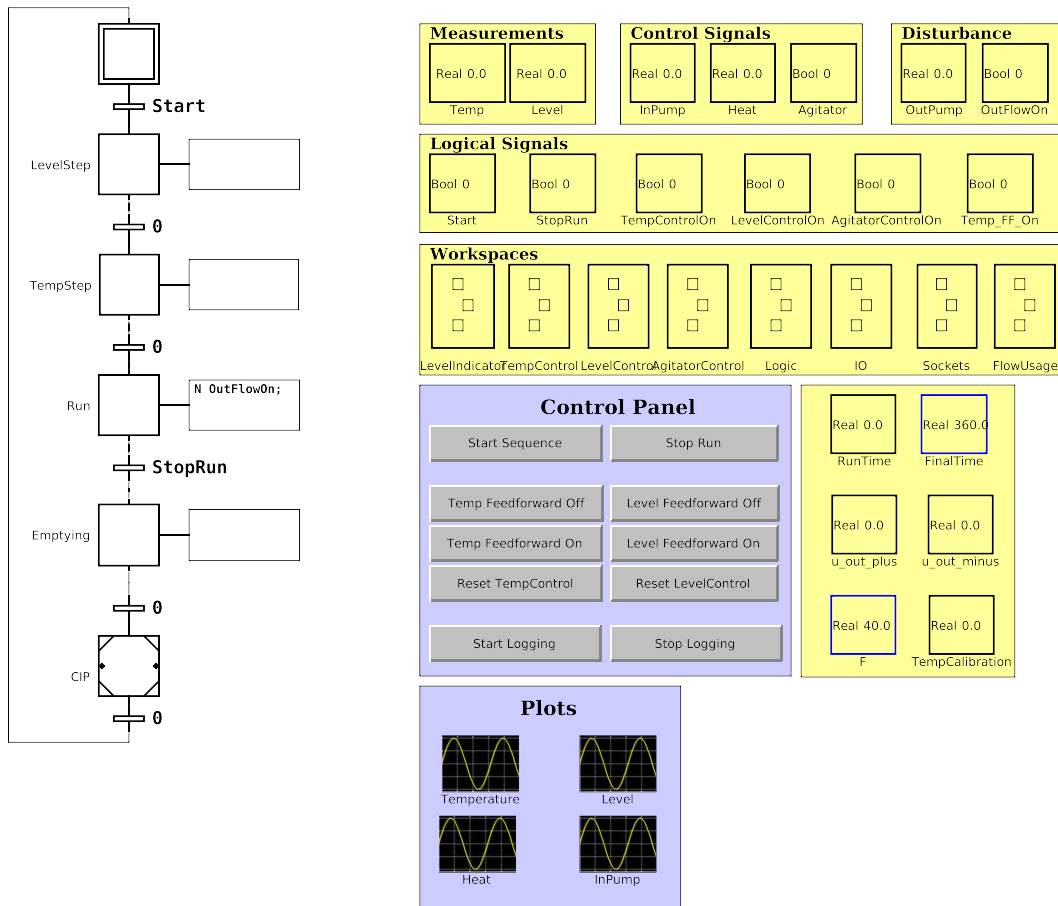 Start
LevelStep
0
TempStep
0
Run
N OutFlowOn;
StopRun
Emptying
0
CIP
0
Measurements
Real 0.0
Real 0.0
Temp
Level
Control Signals
Real 0.0
Real 0.0
Bool 0
InPump
Heat
Agitator
Disturbance
Real 0.0
Bool 0
OutPump
OutFlowOn
Logical Signals
Bool 0
Bool 0
Bool 0
Bool 0
Bool 0
Bool 0
Start
StopRun
TempControlOn
LevelControlOn
AgitatorControlOn
Temp_FF_On
Workspaces
LevelIndicator
TempControl
LevelControl
AgitatorControl
Logic
IO
Sockets
FlowUsage
Control Panel
Start Sequence
Stop Run
Temp Feedforward Off
Level Feedforward Off
Temp Feedforward On
Level Feedforward On
Reset TempControl
Reset LevelControl
Start Logging
Stop Logging
Real 0.0
Real 360.0
RunTime
FinalTime
Real 0.0
Real 0.0
u_out_plus
u_out_minus
Real 40.0
Real 0.0
F
TempCalibration
Plots
Temperature
Level
Heat
InPump